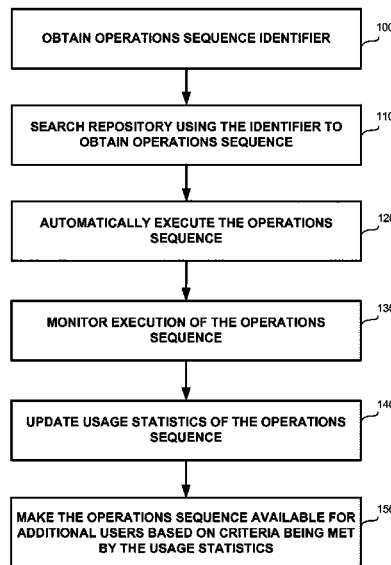 OBTAIN OPERATIONS SEQUENCE IDENTIFIER
100
SEARCH REPOSITORY USING THE IDENTIFIER TO
OBTAIN OPERATIONS SEQUENCE
110
AUTOMATICALLY EXECUTE THE OPERATIONS
SEQUENCE
120
MONITOR EXECUTION OF THE OPERATIONS
SEQUENCE
130
UPDATE USAGE STATISTICS OF THE OPERATIONS
SEQUENCE
140
MAKE THE OPERATIONS SEQUENCE AVAILABLE FOR
ADDITIONAL USERS BASED ON CRITERIA BEING MET
BY THE USAGE STATISTICS
150